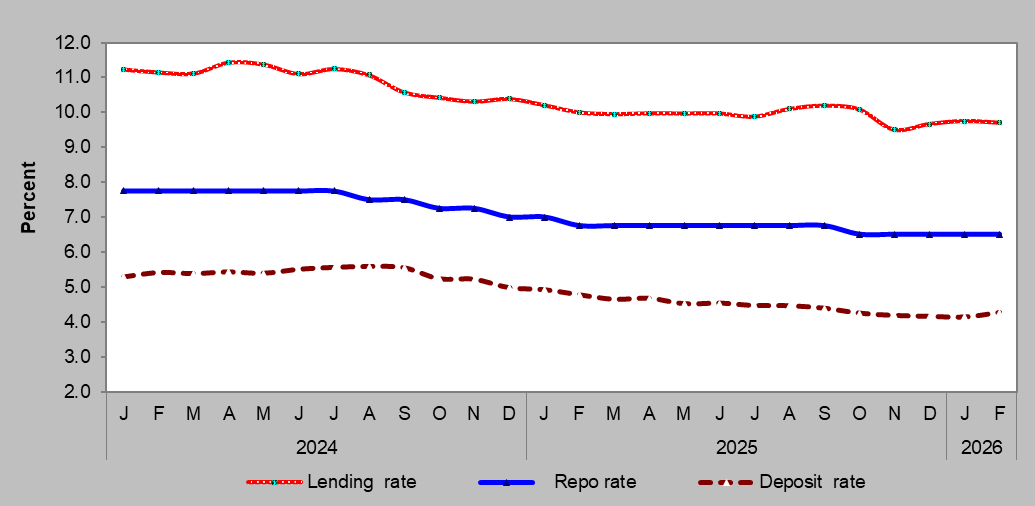 12.0
11.0
10.0
9.0
8.0
7.0
6.0
5.0
4.0
3.0
2.0
Percent
J F M A M J J A S O N D J F M A M J J A S O N D J F
2024 2025 2026
Lending rate Repo rate Deposit rate